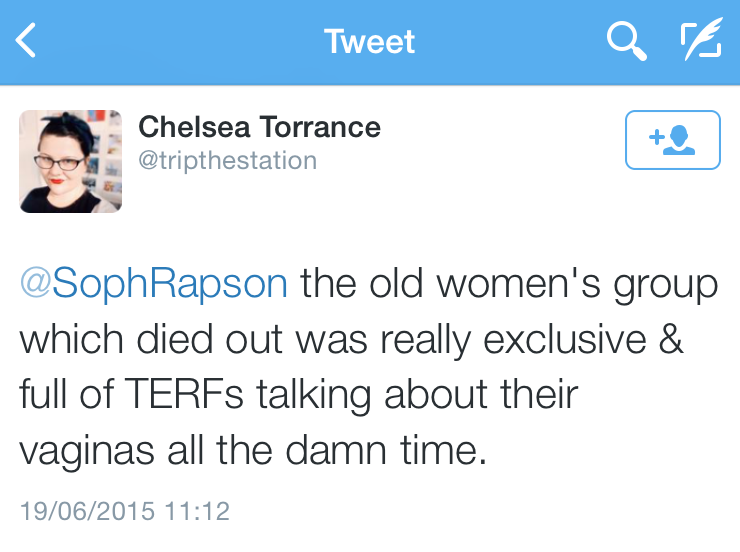 Tweet
Chelsea Torrance
@tripthestation
@SophRapson the old women's group
which died out was really exclusive &
full of TERFs talking about their
vaginas all the damn time.
19/06/2015 11:12